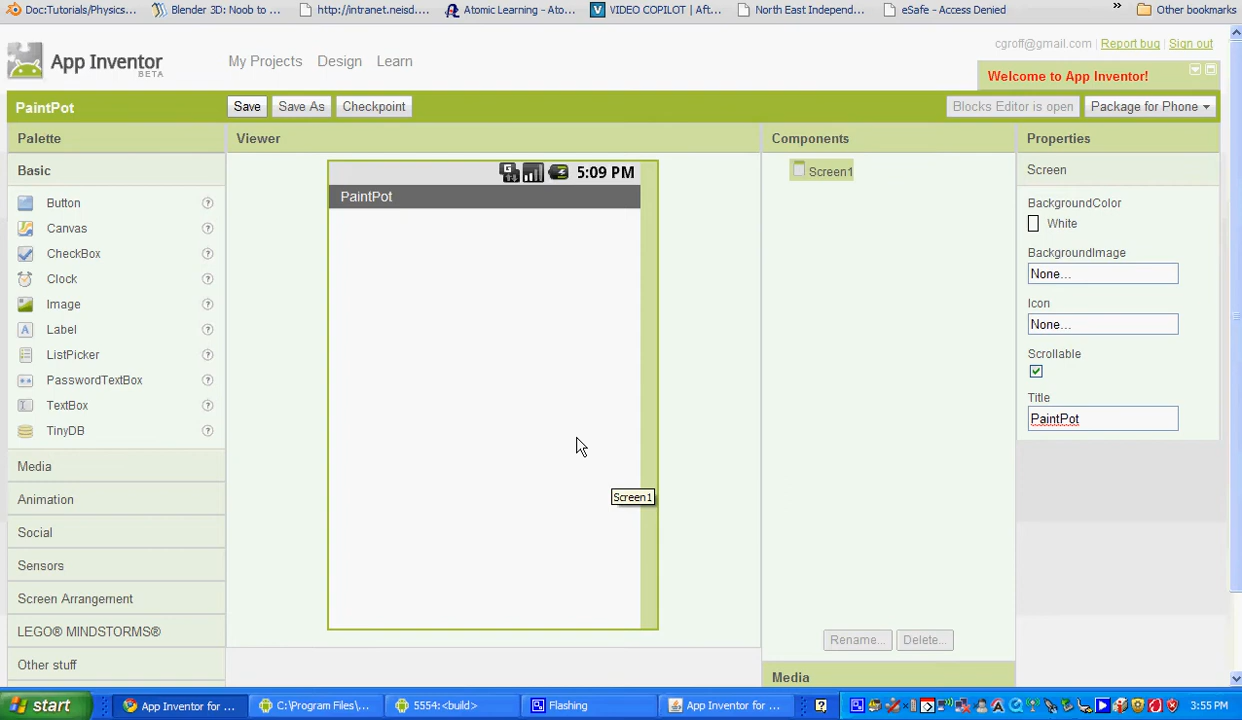 Doc:Tutorials/Physics... Blender 3D: Noob to ... http://intranet.neisd.... Atomic Learning - Ato... VIDEO COPILOT | Aft... North East Independ... eSafe - Access Denied » Other bookmarks
cgroff@gmail.com Report bug Sign out
App Inventor BETA My Projects Design Learn
Welcome to App Inventor!
PaintPot Save Save As Checkpoint Blocks Editor is open Package for Phone
Palette Viewer Components Properties
Basic
Button ?
Canvas ?
CheckBox ?
Clock ?
Image ?
Label ?
ListPicker ?
PasswordTextBox ?
TextBox ?
TinyDB ?
Media
Animation
Social
Sensors
Screen Arrangement
LEGO® MINDSTORMS®
Other stuff
5:09 PM
PaintPot
Screen1
Screen1
Rename... Delete...
Media
Screen
BackgroundColor
White
BackgroundImage
None...
Icon
None...
Scrollable
Title
PaintPot
start App Inventor for ... C:\Program Files\... 5554:<build> Flashing App Inventor for ... 3:55 PM